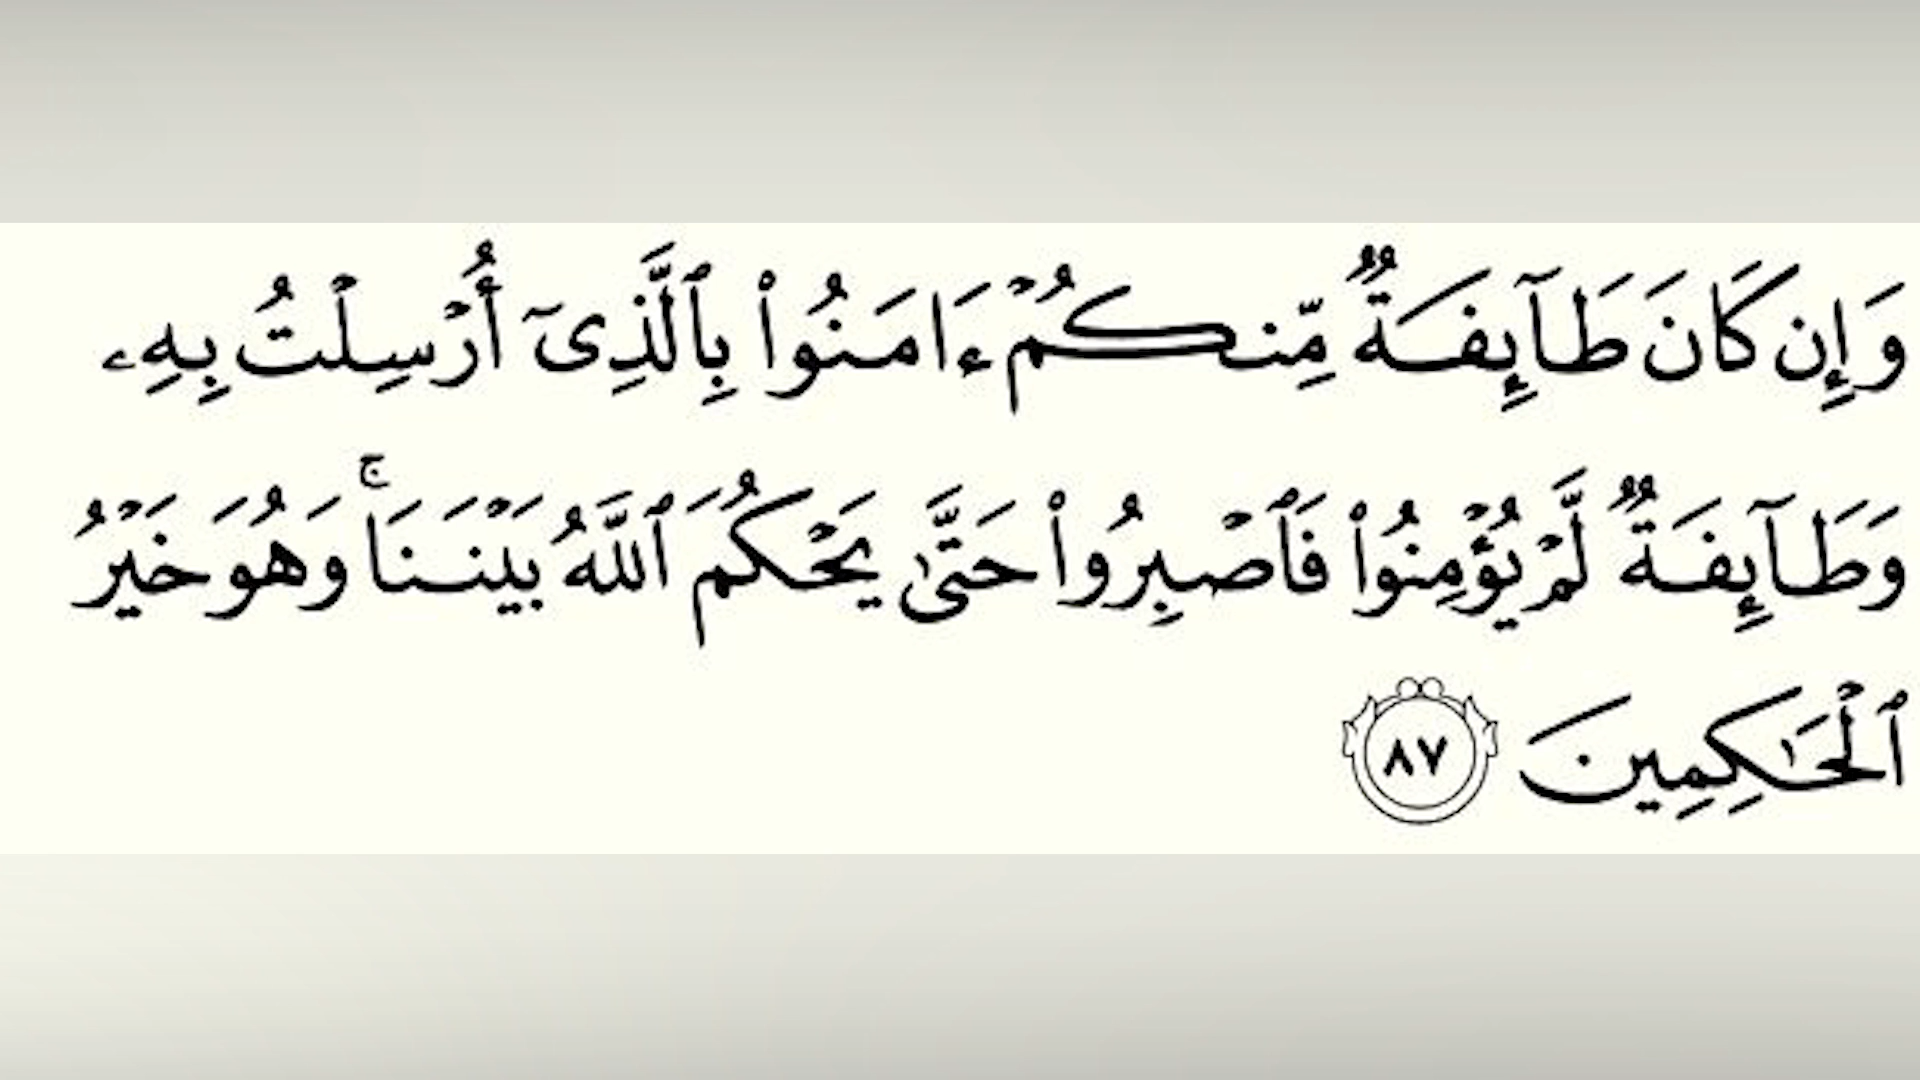 وَإِن كَانَ طَآئِفَةٌ مِّنكُمْ ءَامَنُوا۟ بِٱلَّذِىٓ أُرْسِلْتُ بِهِۦ
وَطَآئِفَةٌ لَّمْ يُؤْمِنُوا۟ فَٱصْبِرُوا۟ حَتَّىٰ يَحْكُمَ ٱللَّهُ بَيْنَنَا ۚ وَهُوَ خَيْرُ
ٱلْحَـٰكِمِينَ ٨٧